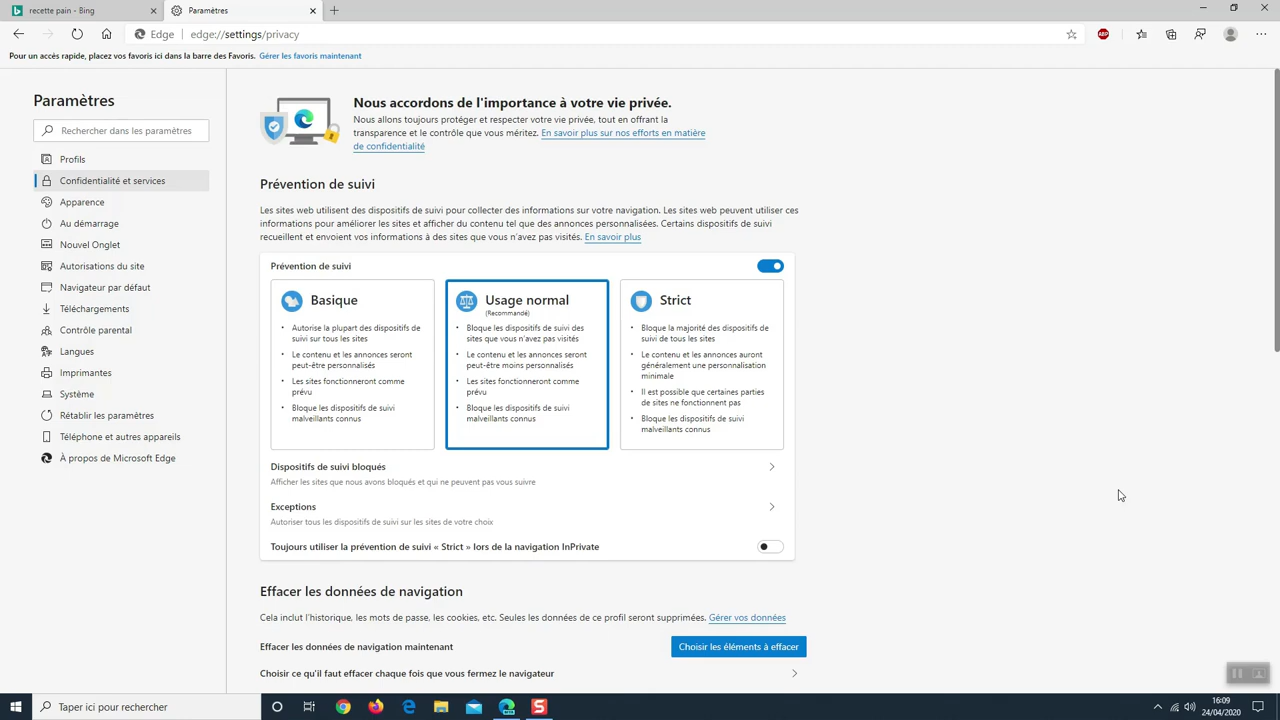 recette pain - Bing
Paramètres
Edge
edge://settings/privacy
ABP
Pour un accès rapide, placez vos favoris ici dans la barre des Favoris. Gérer les favoris maintenant
Paramètres
Rechercher dans les paramètres
Profils
Confidentialité et services
Apparence
Au démarrage
Nouvel Onglet
Autorisations du site
Navigateur par défaut
Téléchargements
Contrôle parental
Langues
Imprimantes
Système
Rétablir les paramètres
Téléphone et autres appareils
À propos de Microsoft Edge
Nous accordons de l'importance à votre vie privée.
Nous allons toujours protéger et respecter votre vie privée, tout en offrant la
transparence et le contrôle que vous méritez. En savoir plus sur nos efforts en matière
de confidentialité
Prévention de suivi
Les sites web utilisent des dispositifs de suivi pour collecter des informations sur votre navigation. Les sites web peuvent utiliser ces
informations pour améliorer les sites et afficher du contenu tel que des annonces personnalisées. Certains dispositifs de suivi
recueillent et envoient vos informations à des sites que vous n'avez pas visités. En savoir plus
Prévention de suivi
Basique
• Autorise la plupart des dispositifs de
suivi sur tous les sites
• Le contenu et les annonces seront
peut-être personnalisés
• Les sites fonctionneront comme
prévu
• Bloque les dispositifs de suivi
malveillants connus
Usage normal
(Recommandé)
• Bloque les dispositifs de suivi des
sites que vous n'avez pas visités
• Le contenu et les annonces seront
peut-être moins personnalisés
• Les sites fonctionneront comme
prévu
• Bloque les dispositifs de suivi
malveillants connus
Strict
• Bloque la majorité des dispositifs de
suivi de tous les sites
• Le contenu et les annonces auront
généralement une personnalisation
minimale
• Il est possible que certaines parties
de sites ne fonctionnent pas
• Bloque les dispositifs de suivi
malveillants connus
Dispositifs de suivi bloqués
Afficher les sites que nous avons bloqués et qui ne peuvent pas vous suivre
Exceptions
Autoriser tous les dispositifs de suivi sur les sites de votre choix
Toujours utiliser la prévention de suivi « Strict » lors de la navigation InPrivate
Effacer les données de navigation
Cela inclut l'historique, les mots de passe, les cookies, etc. Seules les données de ce profil seront supprimées. Gérer vos données
Effacer les données de navigation maintenant
Choisir les éléments à effacer
Choisir ce qu'il faut effacer chaque fois que vous fermez le navigateur
Taper ici pour rechercher
16:09
24/04/2020